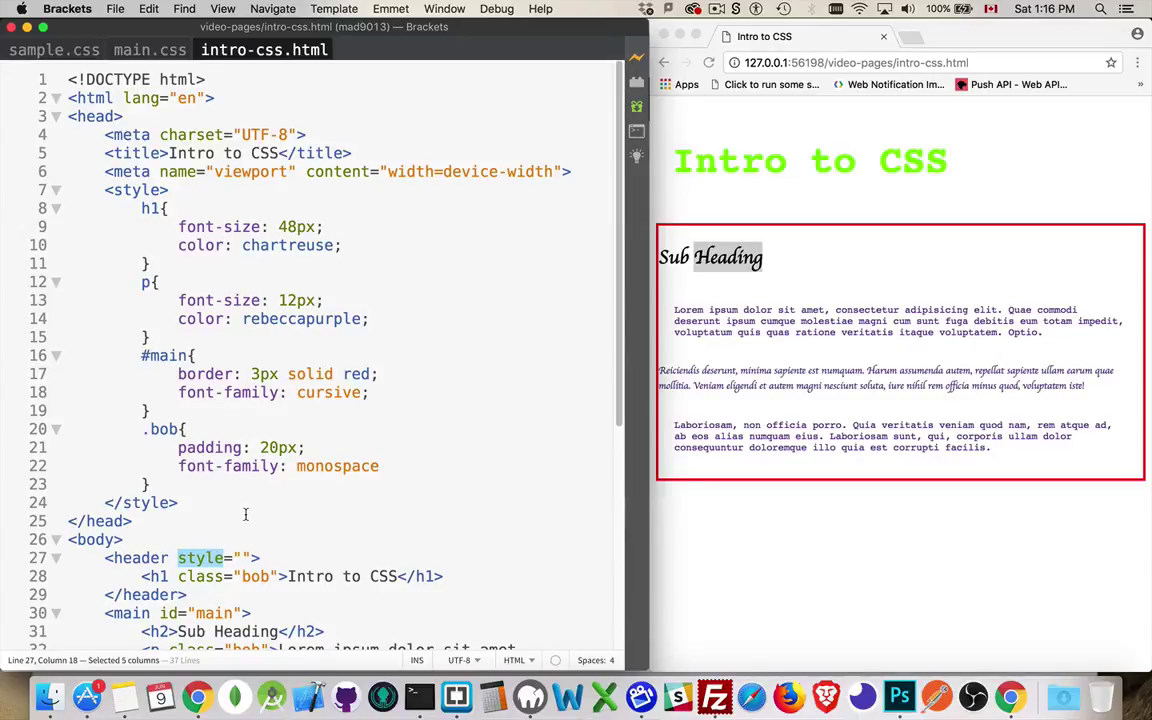 Brackets File Edit Find View Navigate Template Emmet Window Debug Help 100% Sat 1:16 PM
video-pages/intro-css.html (mad9013) — Brackets
sample.css main.css intro-css.html
1 <!DOCTYPE html>
2 <html lang="en">
3 <head>
4 <meta charset="UTF-8">
5 <title>Intro to CSS</title>
6 <meta name="viewport" content="width=device-width">
7 <style>
8 h1{
9 font-size: 48px;
10 color: chartreuse;
11 }
12 p{
13 font-size: 12px;
14 color: rebeccapurple;
15 }
16 #main{
17 border: 3px solid red;
18 font-family: cursive;
19 }
20 .bob{
21 padding: 20px;
22 font-family: monospace
23 }
24 </style>
25 </head>
26 <body>
27 <header style="">
28 <h1 class="bob">Intro to CSS</h1>
29 </header>
30 <main id="main">
31 <h2>Sub Heading</h2>
32 <p class="bob">Lorem ipsum dolor sit amet,
Line 27, Column 18 — Selected 5 columns — 37 Lines INS UTF-8 HTML Spaces: 4
Intro to CSS
127.0.0.1:56198/video-pages/intro-css.html
Apps Click to run some s... Web Notification Im... Push API - Web API... »
Intro to CSS
Sub Heading
Lorem ipsum dolor sit amet, consectetur adipisicing elit. Quae commodi
deserunt ipsum cumque molestiae magni cum sunt fuga debitis eum totam impedit,
voluptatum quis quas ratione veritatis itaque voluptatem. Optio.
Reiciendis deserunt, minima sapiente est numquam. Harum assumenda autem, repellat sapiente ullam earum quae
mollitia. Veniam eligendi et autem magni nesciunt soluta, iure nihil rem officia minus quod, voluptatem iste!
Laboriosam, non officia porro. Quia veritatis veniam quod nam, rem atque ad,
ab eos alias numquam eius. Laboriosam sunt, qui, corporis ullam dolor
consequuntur doloremque illo quia est corrupti facilis.